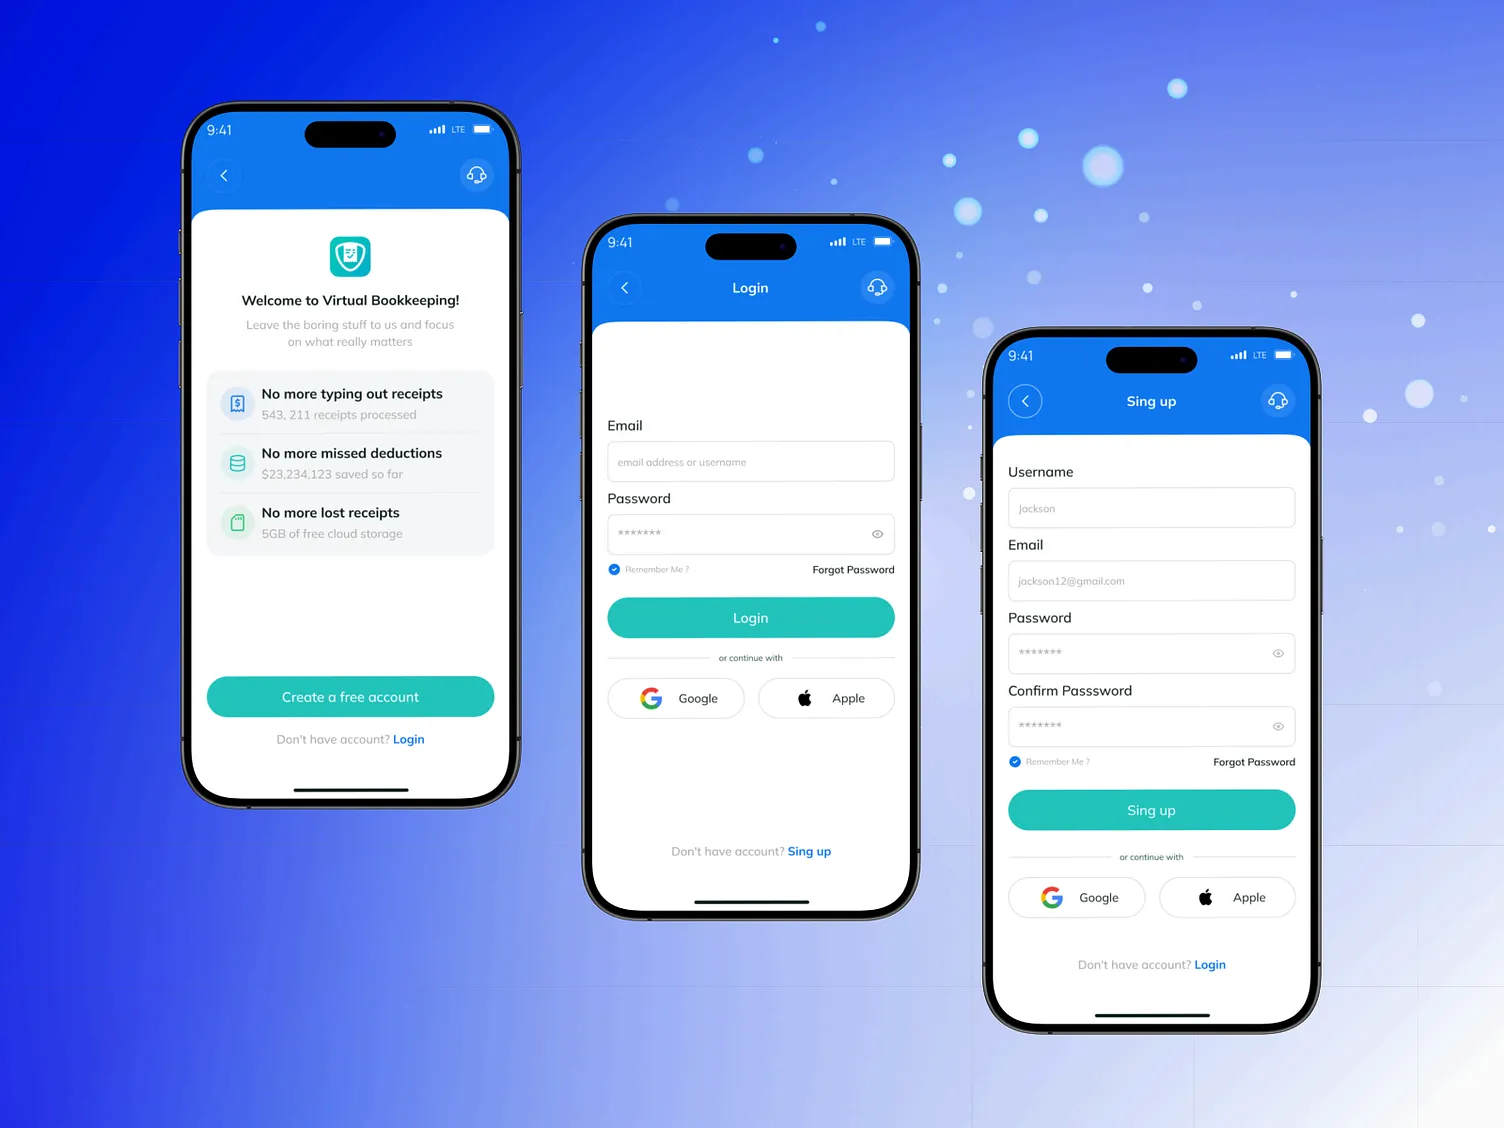 9:41
LTE
Welcome to Virtual Bookkeeping!
Leave the boring stuff to us and focus
on what really matters
No more typing out receipts
543, 211 receipts processed
No more missed deductions
$23,234,123 saved so far
No more lost receipts
5GB of free cloud storage
Create a free account
Don't have account? Login
9:41
LTE
Login
Email
email address or username
Password
*******
Remember Me ?
Forgot Password
Login
or continue with
Google
Apple
Don't have account? Sing up
9:41
LTE
Sing up
Username
Jackson
Email
jackson12@gmail.com
Password
*******
Confirm Passsword
*******
Remember Me ?
Forgot Password
Sing up
or continue with
Google
Apple
Don't have account? Login